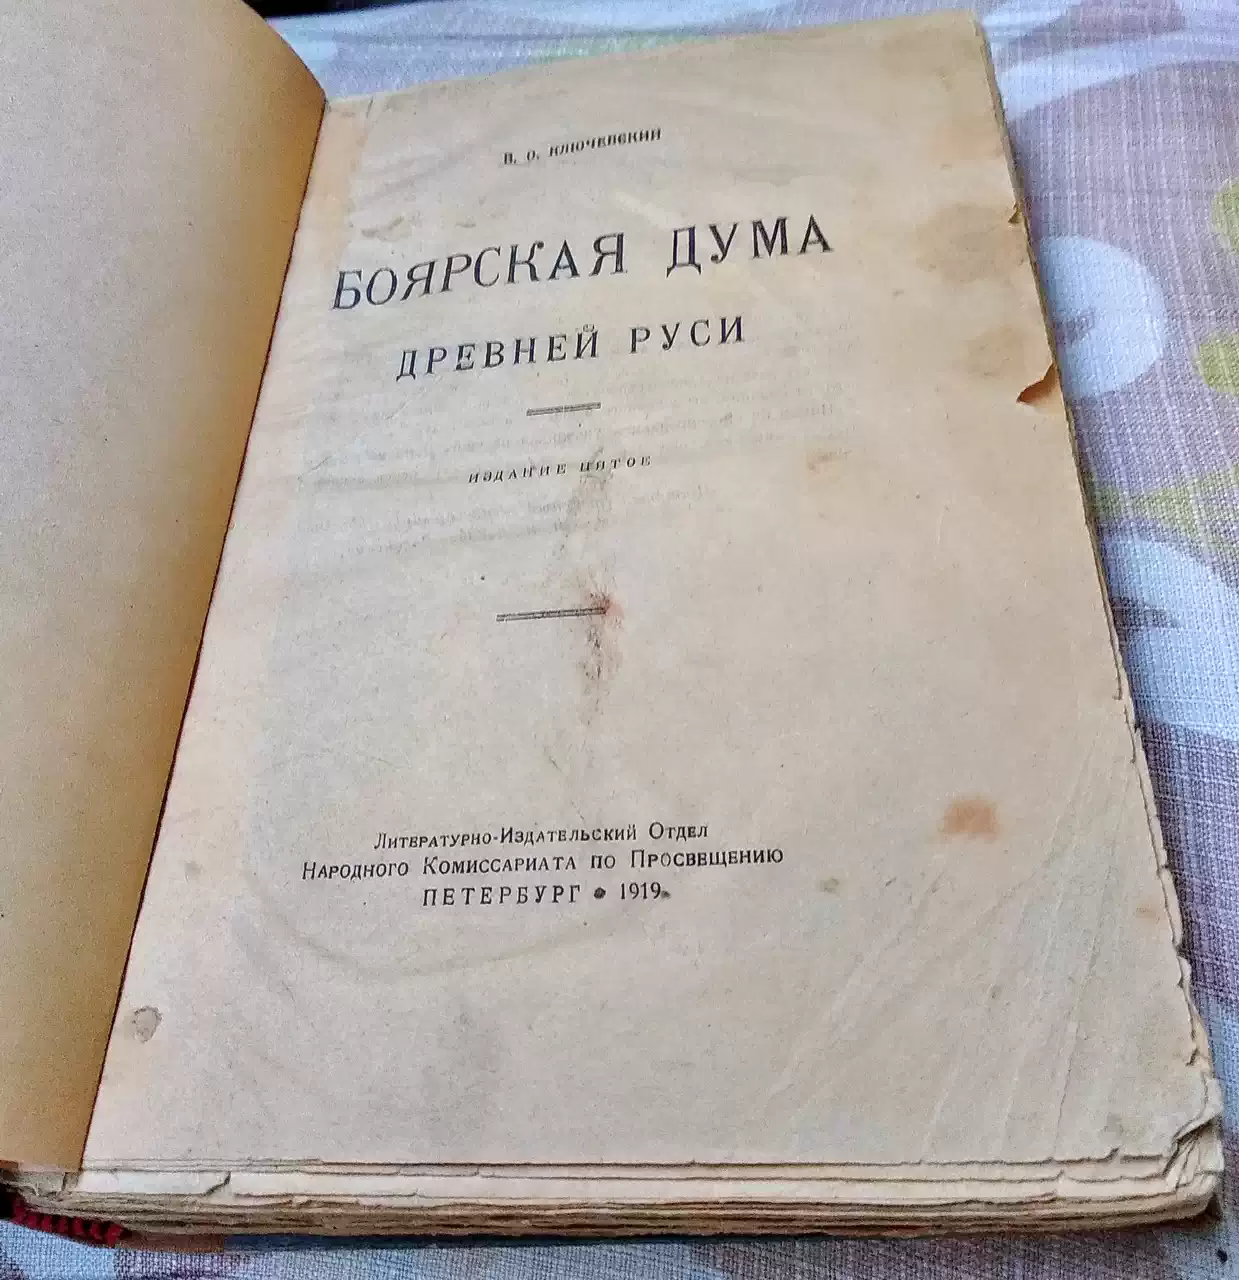 В. О. КЛЮЧЕВСКИЙ
БОЯРСКАЯ ДУМА
ДРЕВНЕЙ РУСИ
ИЗДАНИЕ ПЯТОЕ
Литературно-Издательский Отдел
Народного Комиссариата по Просвещению
ПЕТЕРБУРГ • 1919